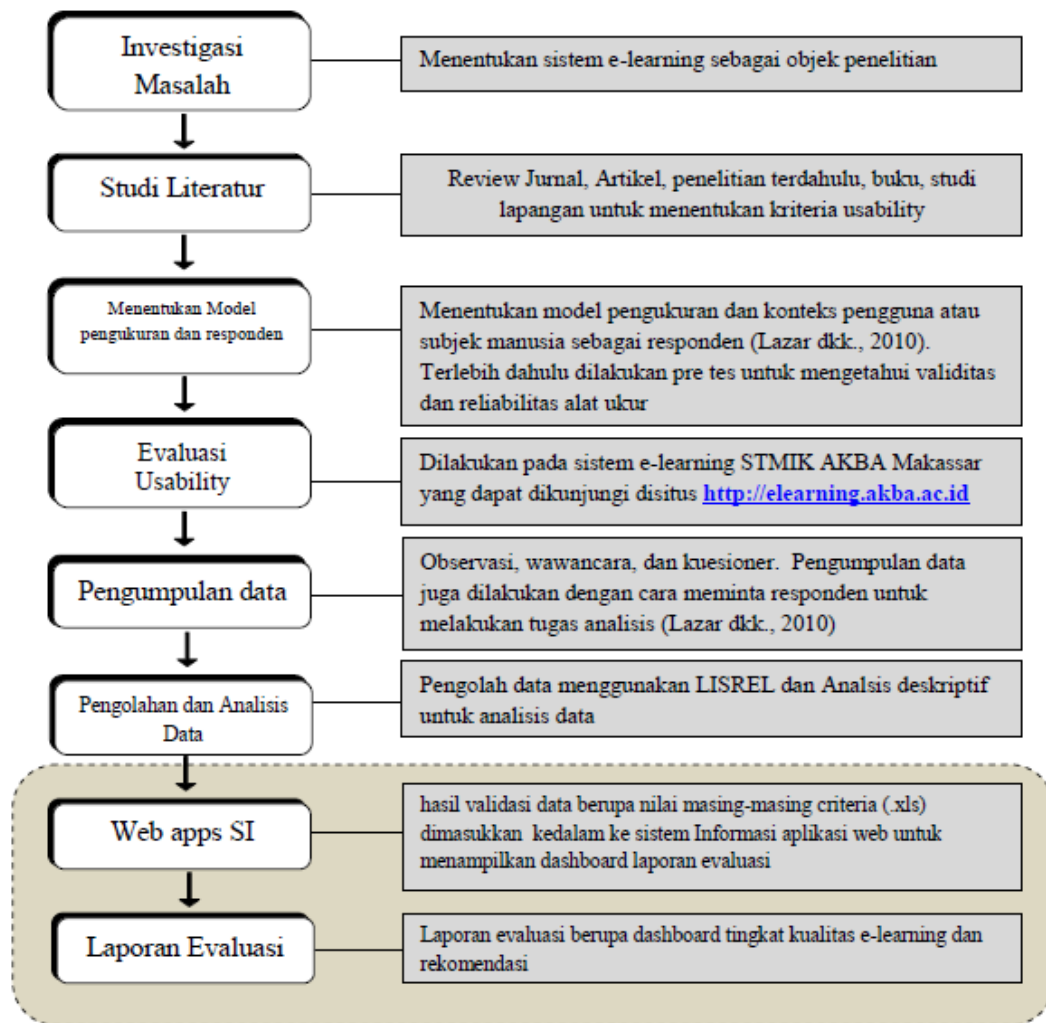 Investigasi
Masalah
Menentukan sistem e-learning sebagai objek penelitian
Studi Literatur
Review Jurnal, Artikel, penelitian terdahulu, buku, studi
lapangan untuk menentukan kriteria usability
Menentukan Model
pengukuran dan responden
Menentukan model pengukuran dan konteks pengguna atau
subjek manusia sebagai responden (Lazar dkk., 2010).
Terlebih dahulu dilakukan pre tes untuk mengetahui validitas
dan reliabilitas alat ukur
Evaluasi
Usability
Dilakukan pada sistem e-learning STMIK AKBA Makassar
yang dapat dikunjungi disitus http://elearning.akba.ac.id
Pengumpulan data
Observasi, wawancara, dan kuesioner. Pengumpulan data
juga dilakukan dengan cara meminta responden untuk
melakukan tugas analisis (Lazar dkk., 2010)
Pengolahan dan Analisis
Data
Pengolah data menggunakan LISREL dan Analsis deskriptif
untuk analisis data
Web apps SI
hasil validasi data berupa nilai masing-masing criteria (.xls)
dimasukkan kedalam ke sistem Informasi aplikasi web untuk
menampilkan dashboard laporan evaluasi
Laporan Evaluasi
Laporan evaluasi berupa dashboard tingkat kualitas e-learning dan
rekomendasi